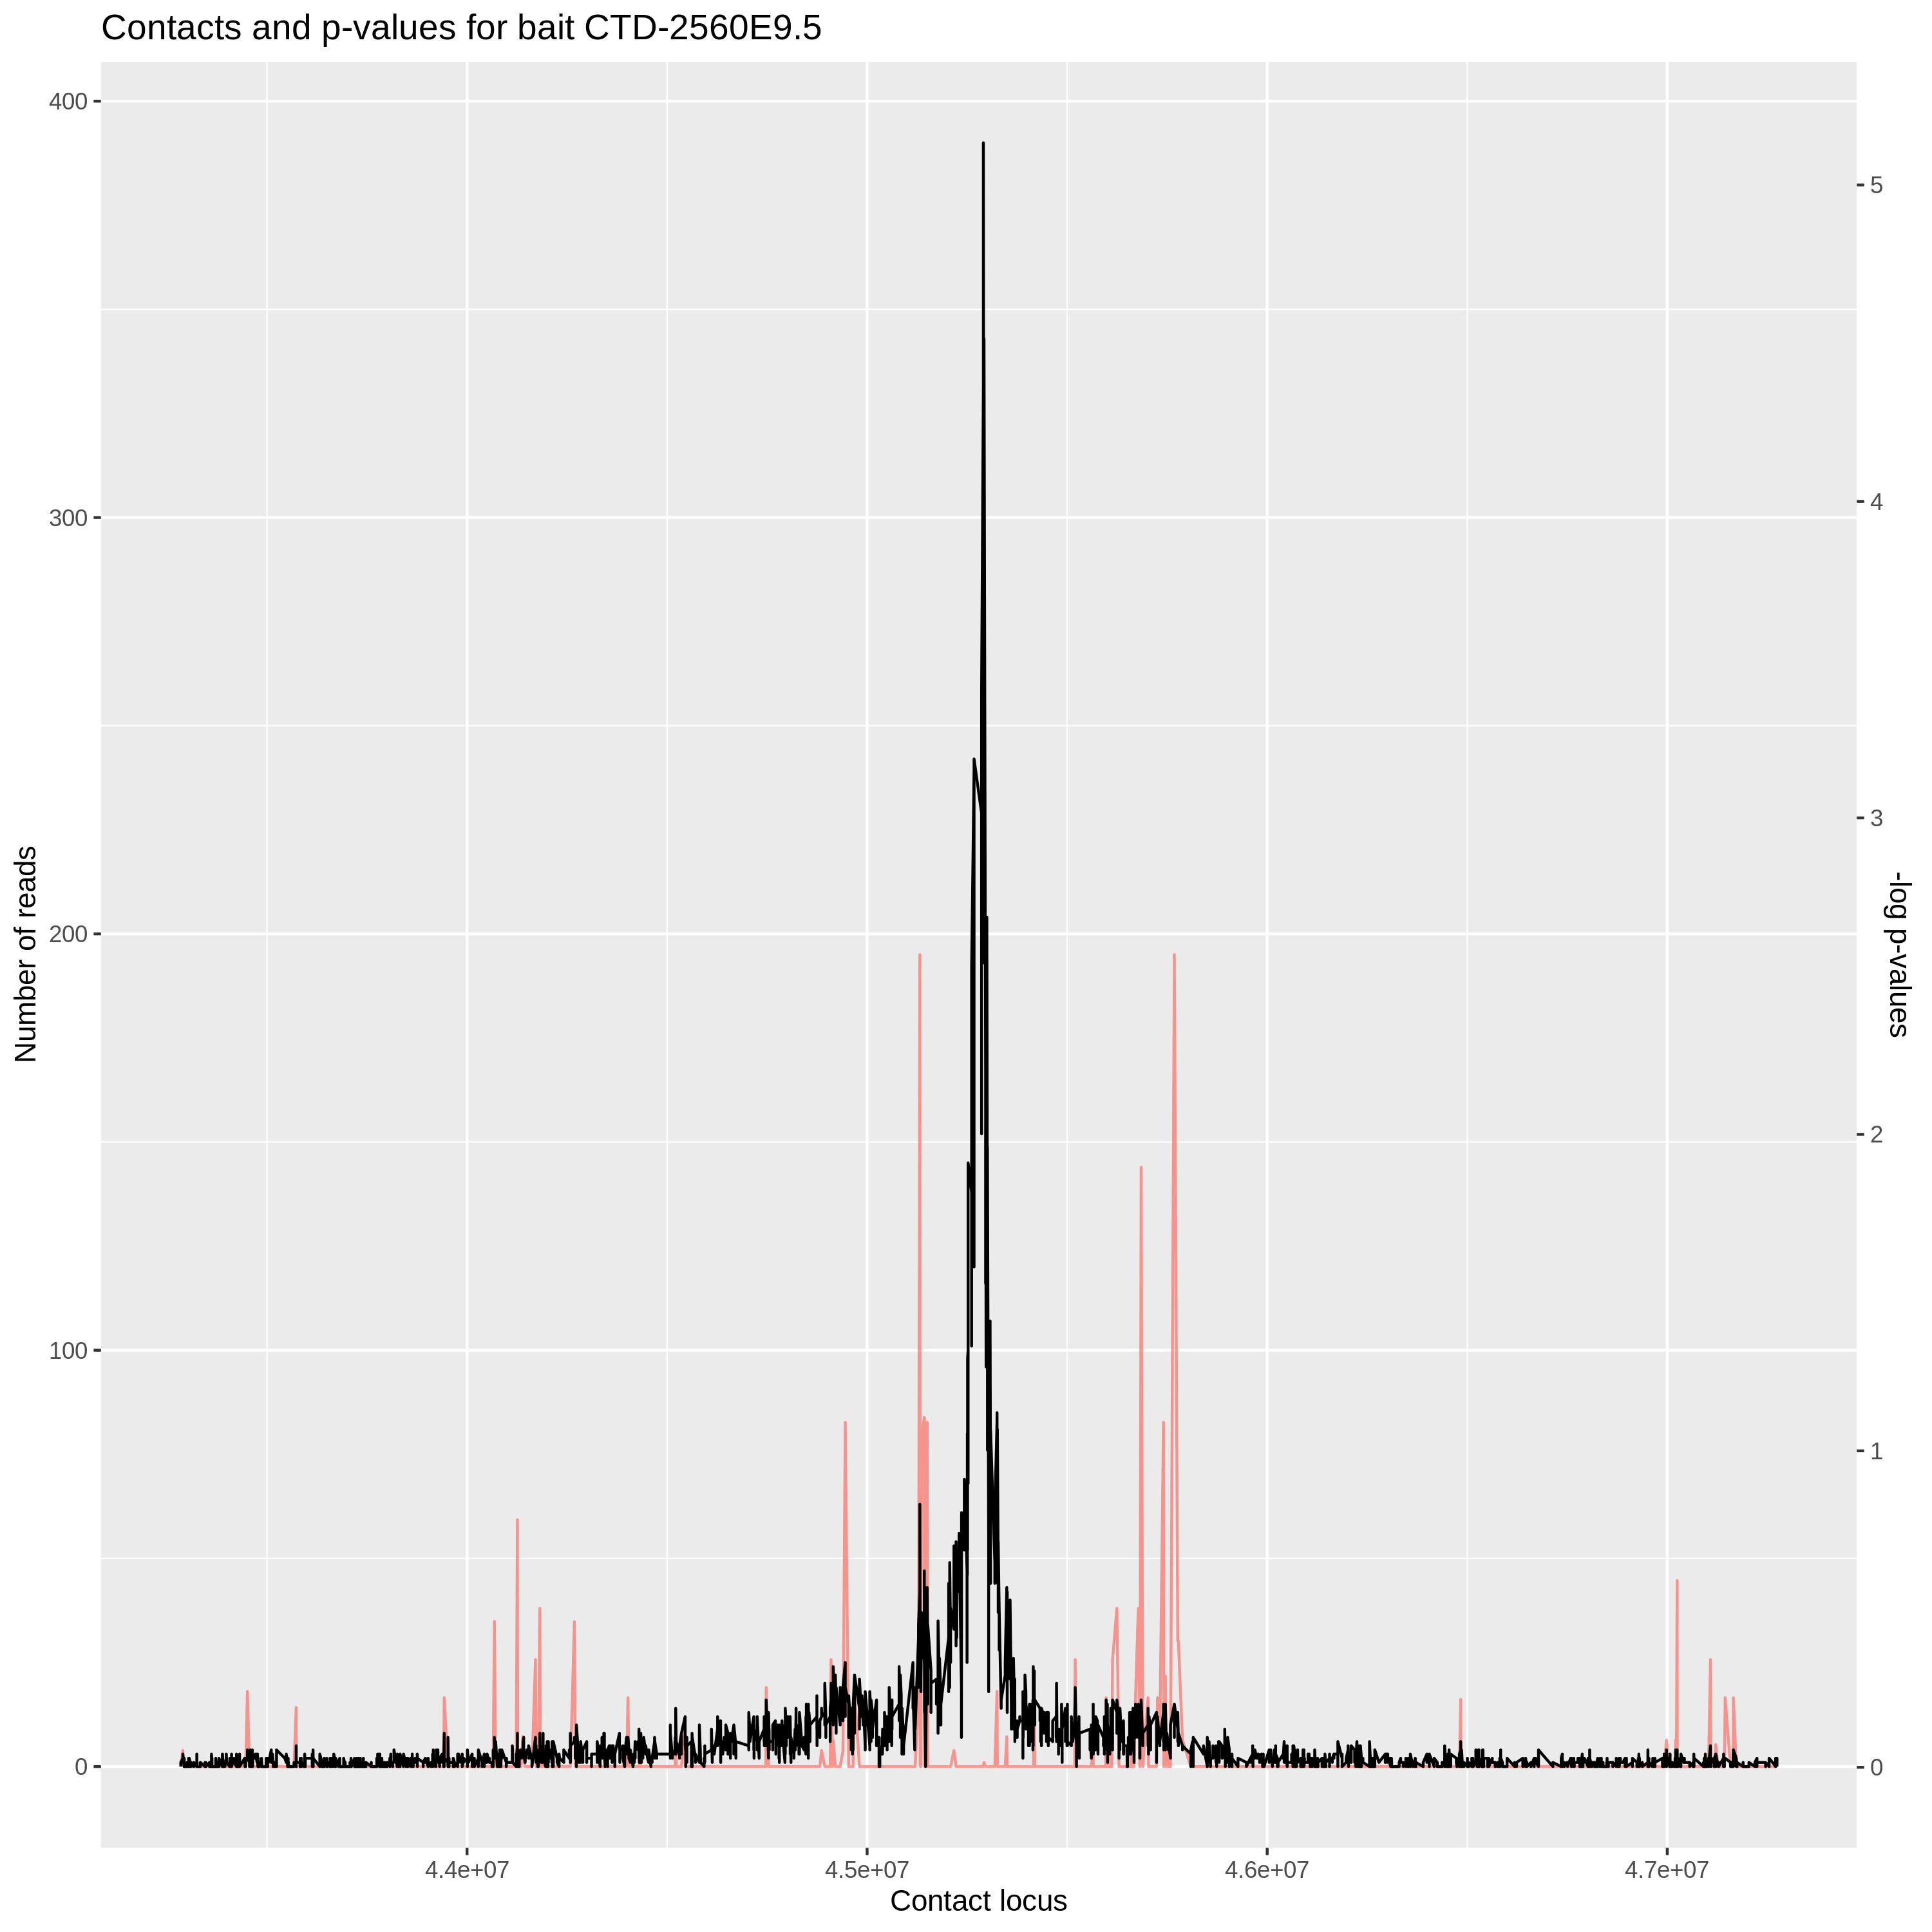 Contacts and p-values for bait CTD-2560E9.5
400
300
200
100
0
Number of reads
5
4
3
2
1
0
-log p-values
4.4e+07
4.5e+07
4.6e+07
4.7e+07
Contact locus